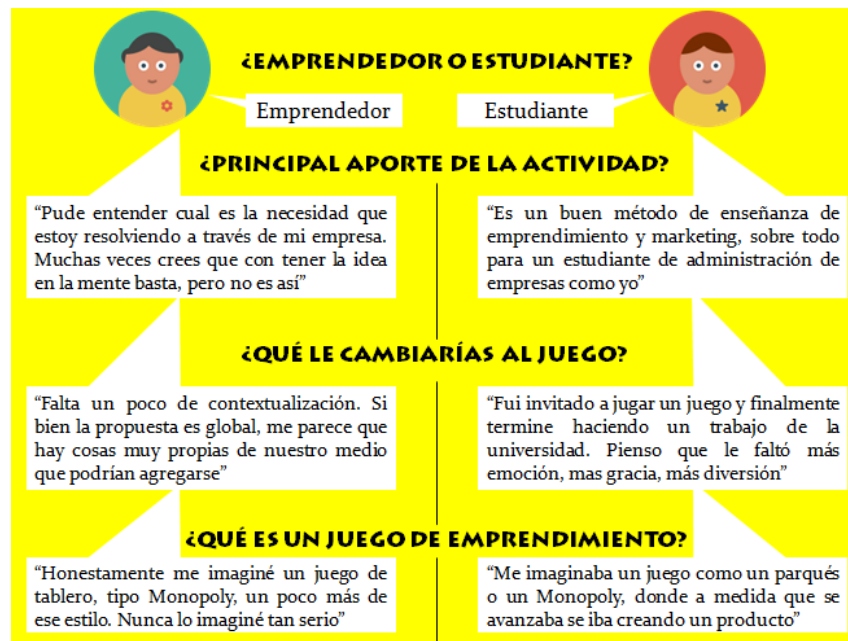 ¿EMPRENDEDOR O ESTUDIANTE?
Emprendedor
Estudiante
¿PRINCIPAL APORTE DE LA ACTIVIDAD?
“Pude entender cual es la necesidad que
estoy resolviendo a través de mi empresa.
Muchas veces crees que con tener la idea
en la mente basta, pero no es así”
“Es un buen método de enseñanza de
emprendimiento y marketing, sobre todo
para un estudiante de administración de
empresas como yo”
¿QUÉ LE CAMBIARÍAS AL JUEGO?
“Falta un poco de contextualización. Si
bien la propuesta es global, me parece que
hay cosas muy propias de nuestro medio
que podrían agregarse”
“Fui invitado a jugar un juego y finalmente
termine haciendo un trabajo de la
universidad. Pienso que le faltó más
emoción, mas gracia, más diversión”
¿QUÉ ES UN JUEGO DE EMPRENDIMIENTO?
“Honestamente me imaginé un juego de
tablero, tipo Monopoly, un poco más de
ese estilo. Nunca lo imaginé tan serio”
“Me imaginaba un juego como un parqués
o un Monopoly, donde a medida que se
avanzaba se iba creando un producto”